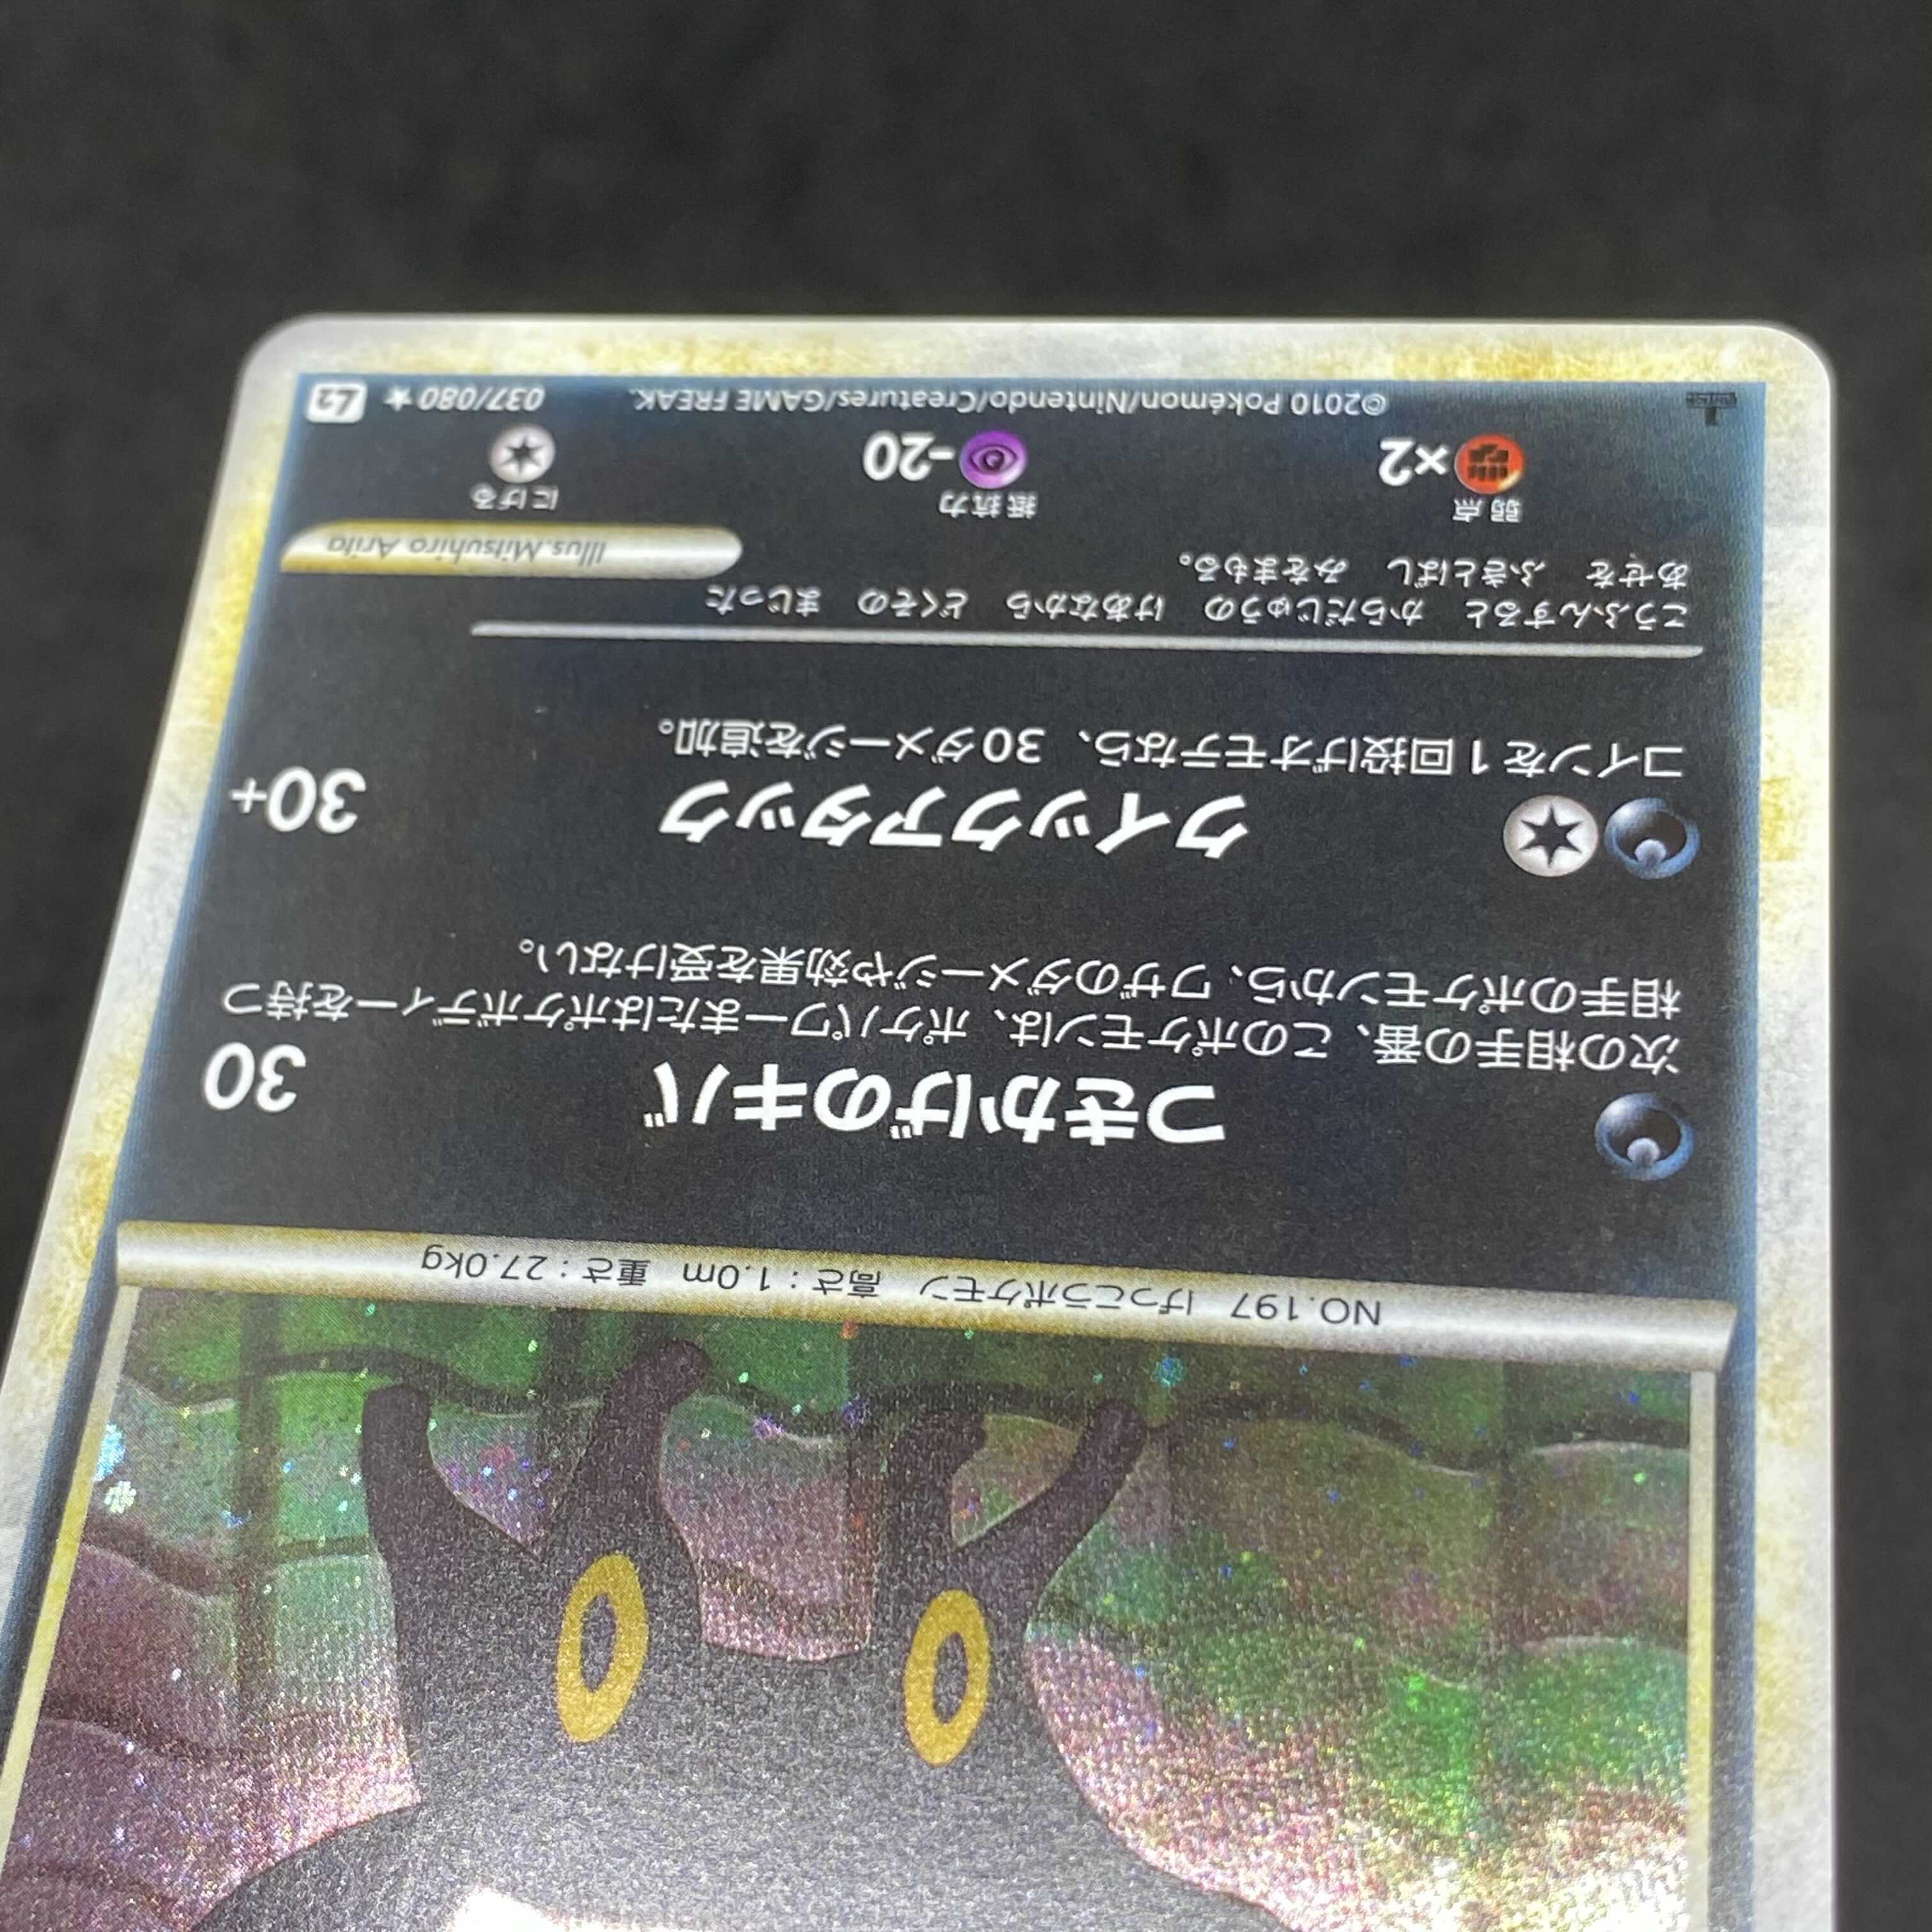 NO.197 げっこうポケモン 高さ:1.0m 重さ:27.0kg
つきかげのキバ 30
次の相手の番、このポケモンは、ポケパワーまたはポケボディーを持つ
相手のポケモンから、ワザのダメージや効果を受けない。
クイックアタック 30+
コインを1回投げオモテなら、30ダメージを追加。
こうふんすると からだじゅうの けあなから どくその まじった
あせを ふきとばし みをまもる。
Illus.Mitsuhiro Arita
弱点 抵抗力 にげる
×2 -20
©2010 Pokémon/Nintendo/Creatures/GAME FREAK. 037/080 ★ L2